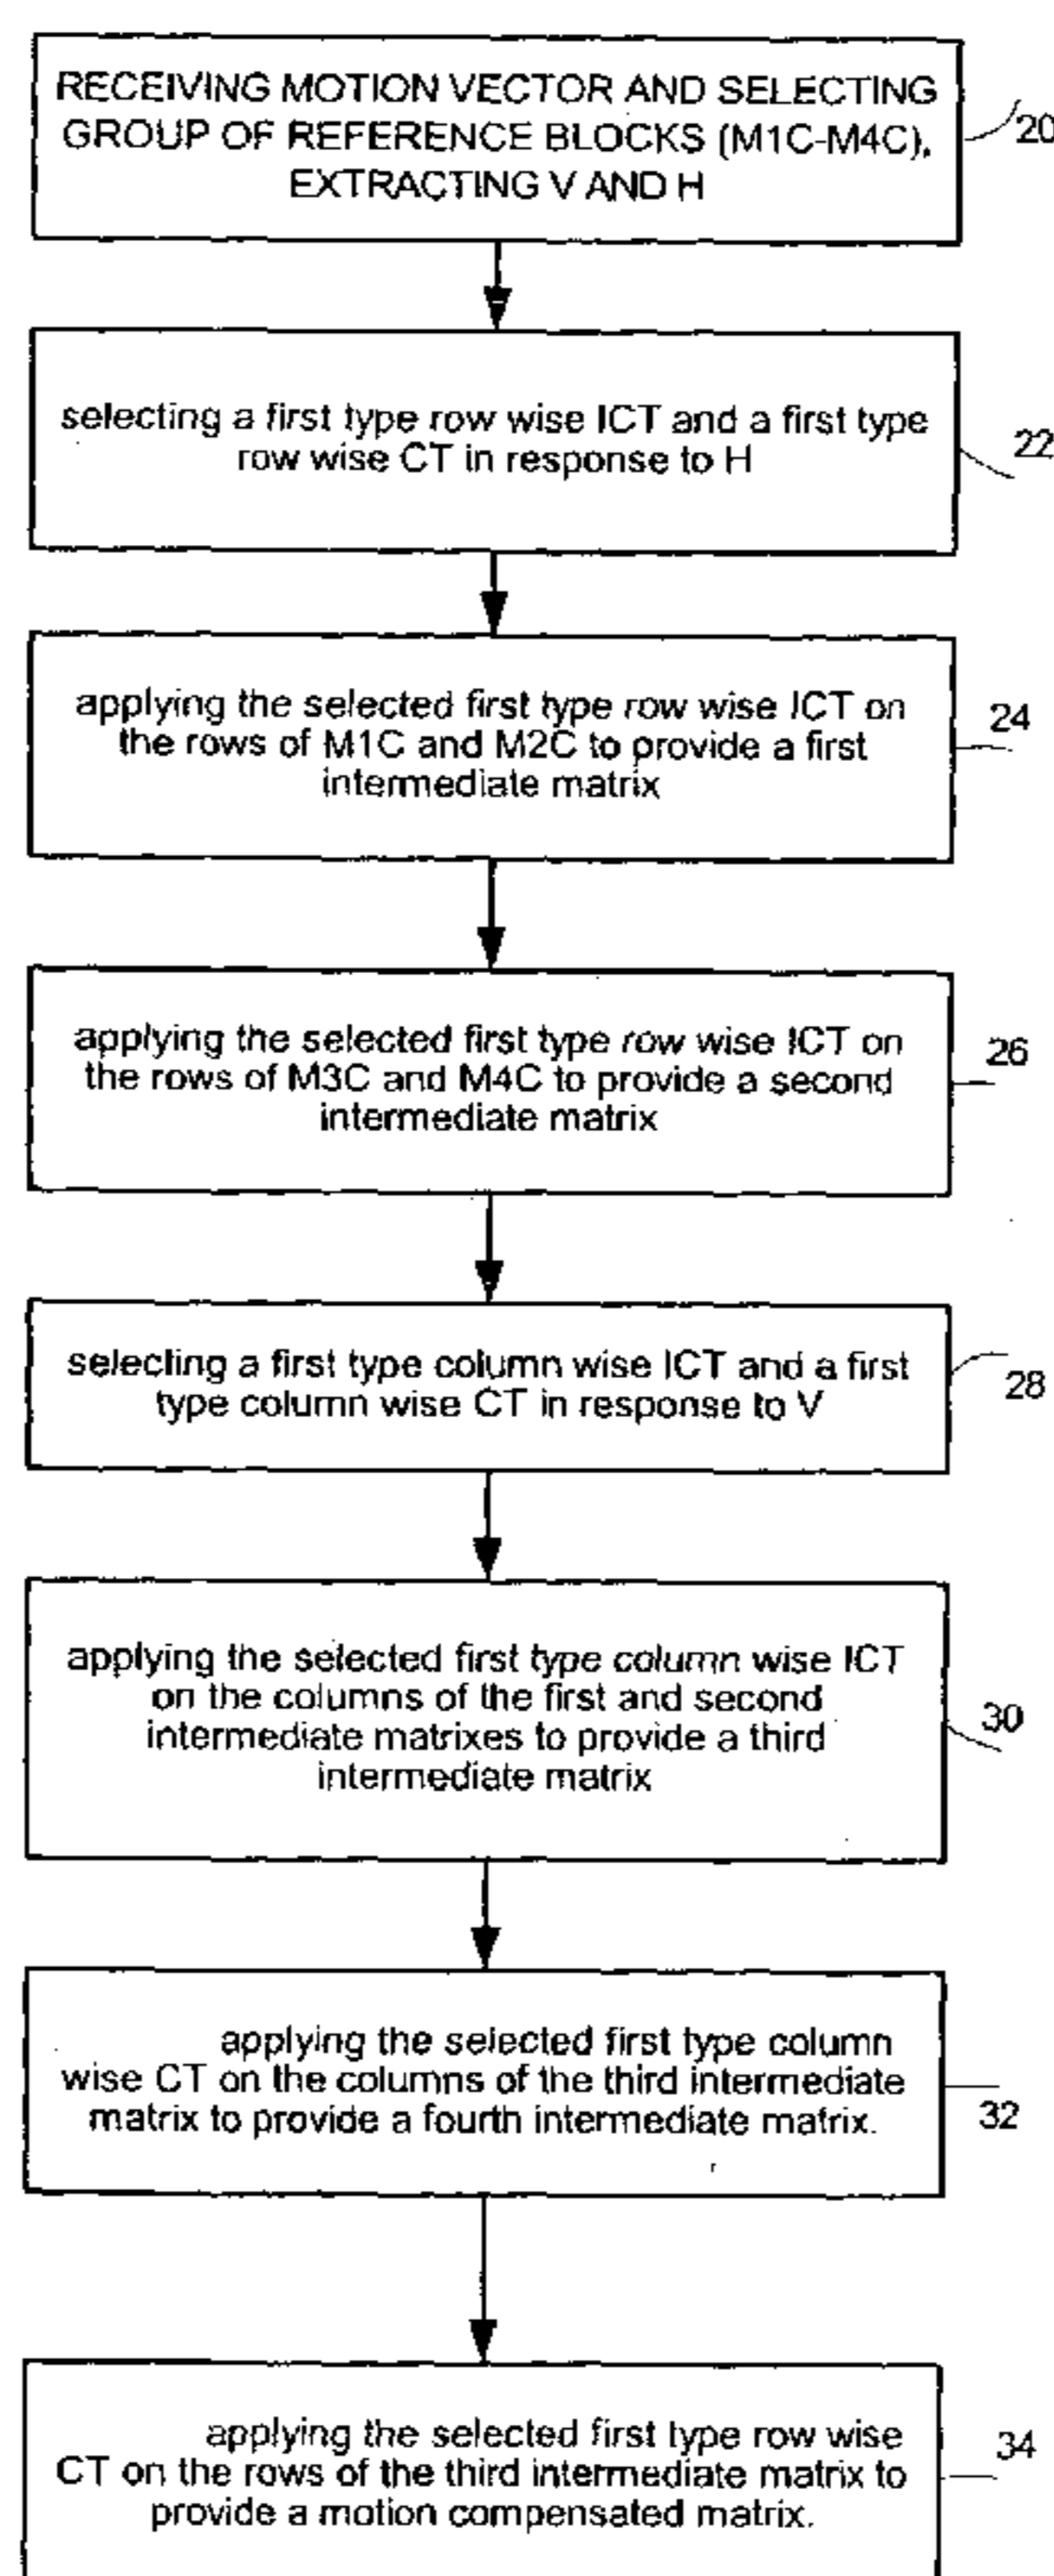 RECEIVING MOTION VECTOR AND SELECTING
GROUP OF REFERENCE BLOCKS (M1C-M4C),
EXTRACTING V AND H
20
selecting a first type row wise ICT and a first type
row wise CT in response to H
22
applying the selected first type row wise ICT on
the rows of M1C and M2C to provide a first
intermediate matrix
24
applying the selected first type row wise ICT on
the rows of M3C and M4C to provide a second
intermediate matrix
26
selecting a first type column wise ICT and a first
type column wise CT in response to V
28
applying the selected first type column wise ICT
on the columns of the first and second
intermediate matrixes to provide a third
intermediate matrix
30
applying the selected first type column
wise CT on the columns of the third intermediate
matrix to provide a fourth intermediate matrix.
32
applying the selected first type row wise
CT on the rows of the third intermediate matrix to
provide a motion compensated matrix.
34